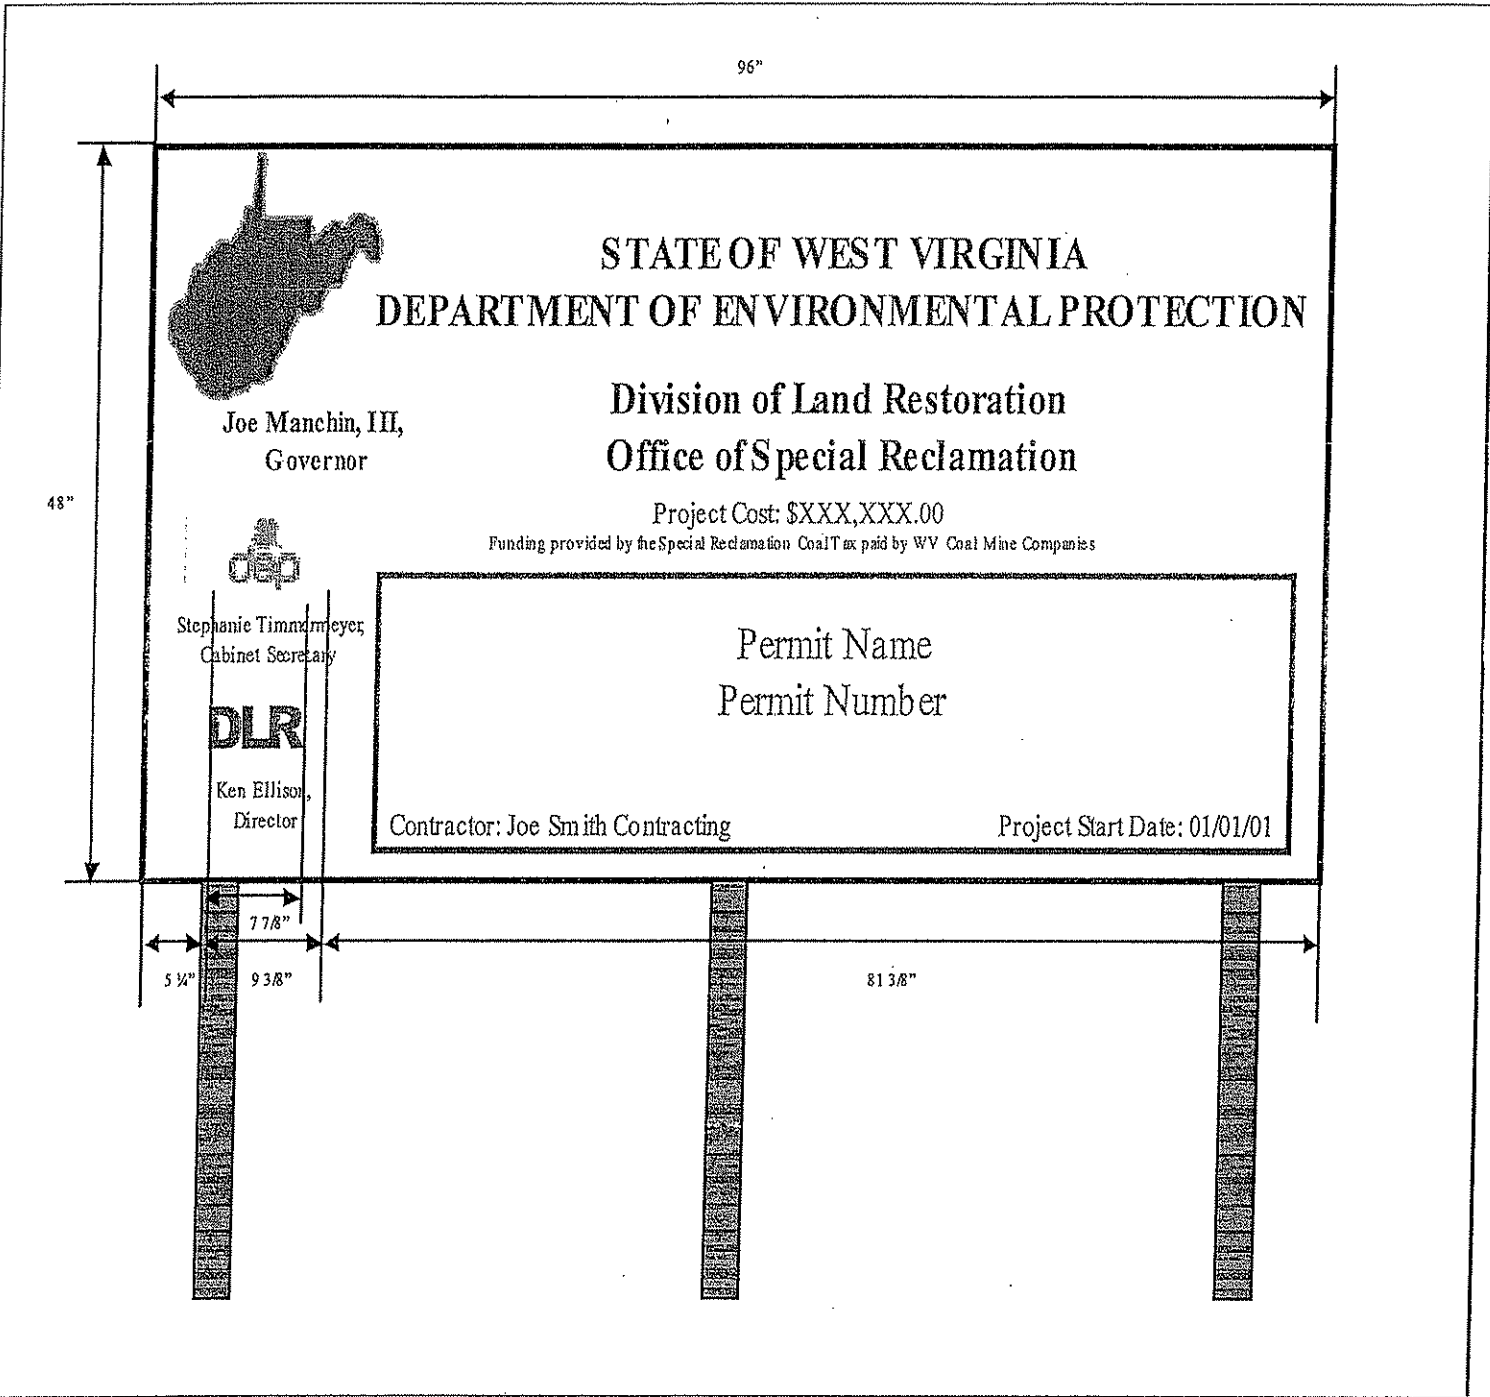 96"
STATE OF WEST VIRGINIA
DEPARTMENT OF ENVIRONMENTAL PROTECTION
Division of Land Restoration
Office of Special Reclamation
Project Cost: $XXX,XXX.00
Funding provided by the Special Reclamation Coal Tax paid by WV Coal Mine Companies
Joe Manchin, III,
Governor
48"
dep
Stephanie Timmermeyer,
Cabinet Secretary
DLR
Ken Ellison,
Director
Permit Name
Permit Number
Contractor: Joe Smith Contracting
Project Start Date: 01/01/01
7 7/8"
5 ¼"
9 3/8"
81 3/8"